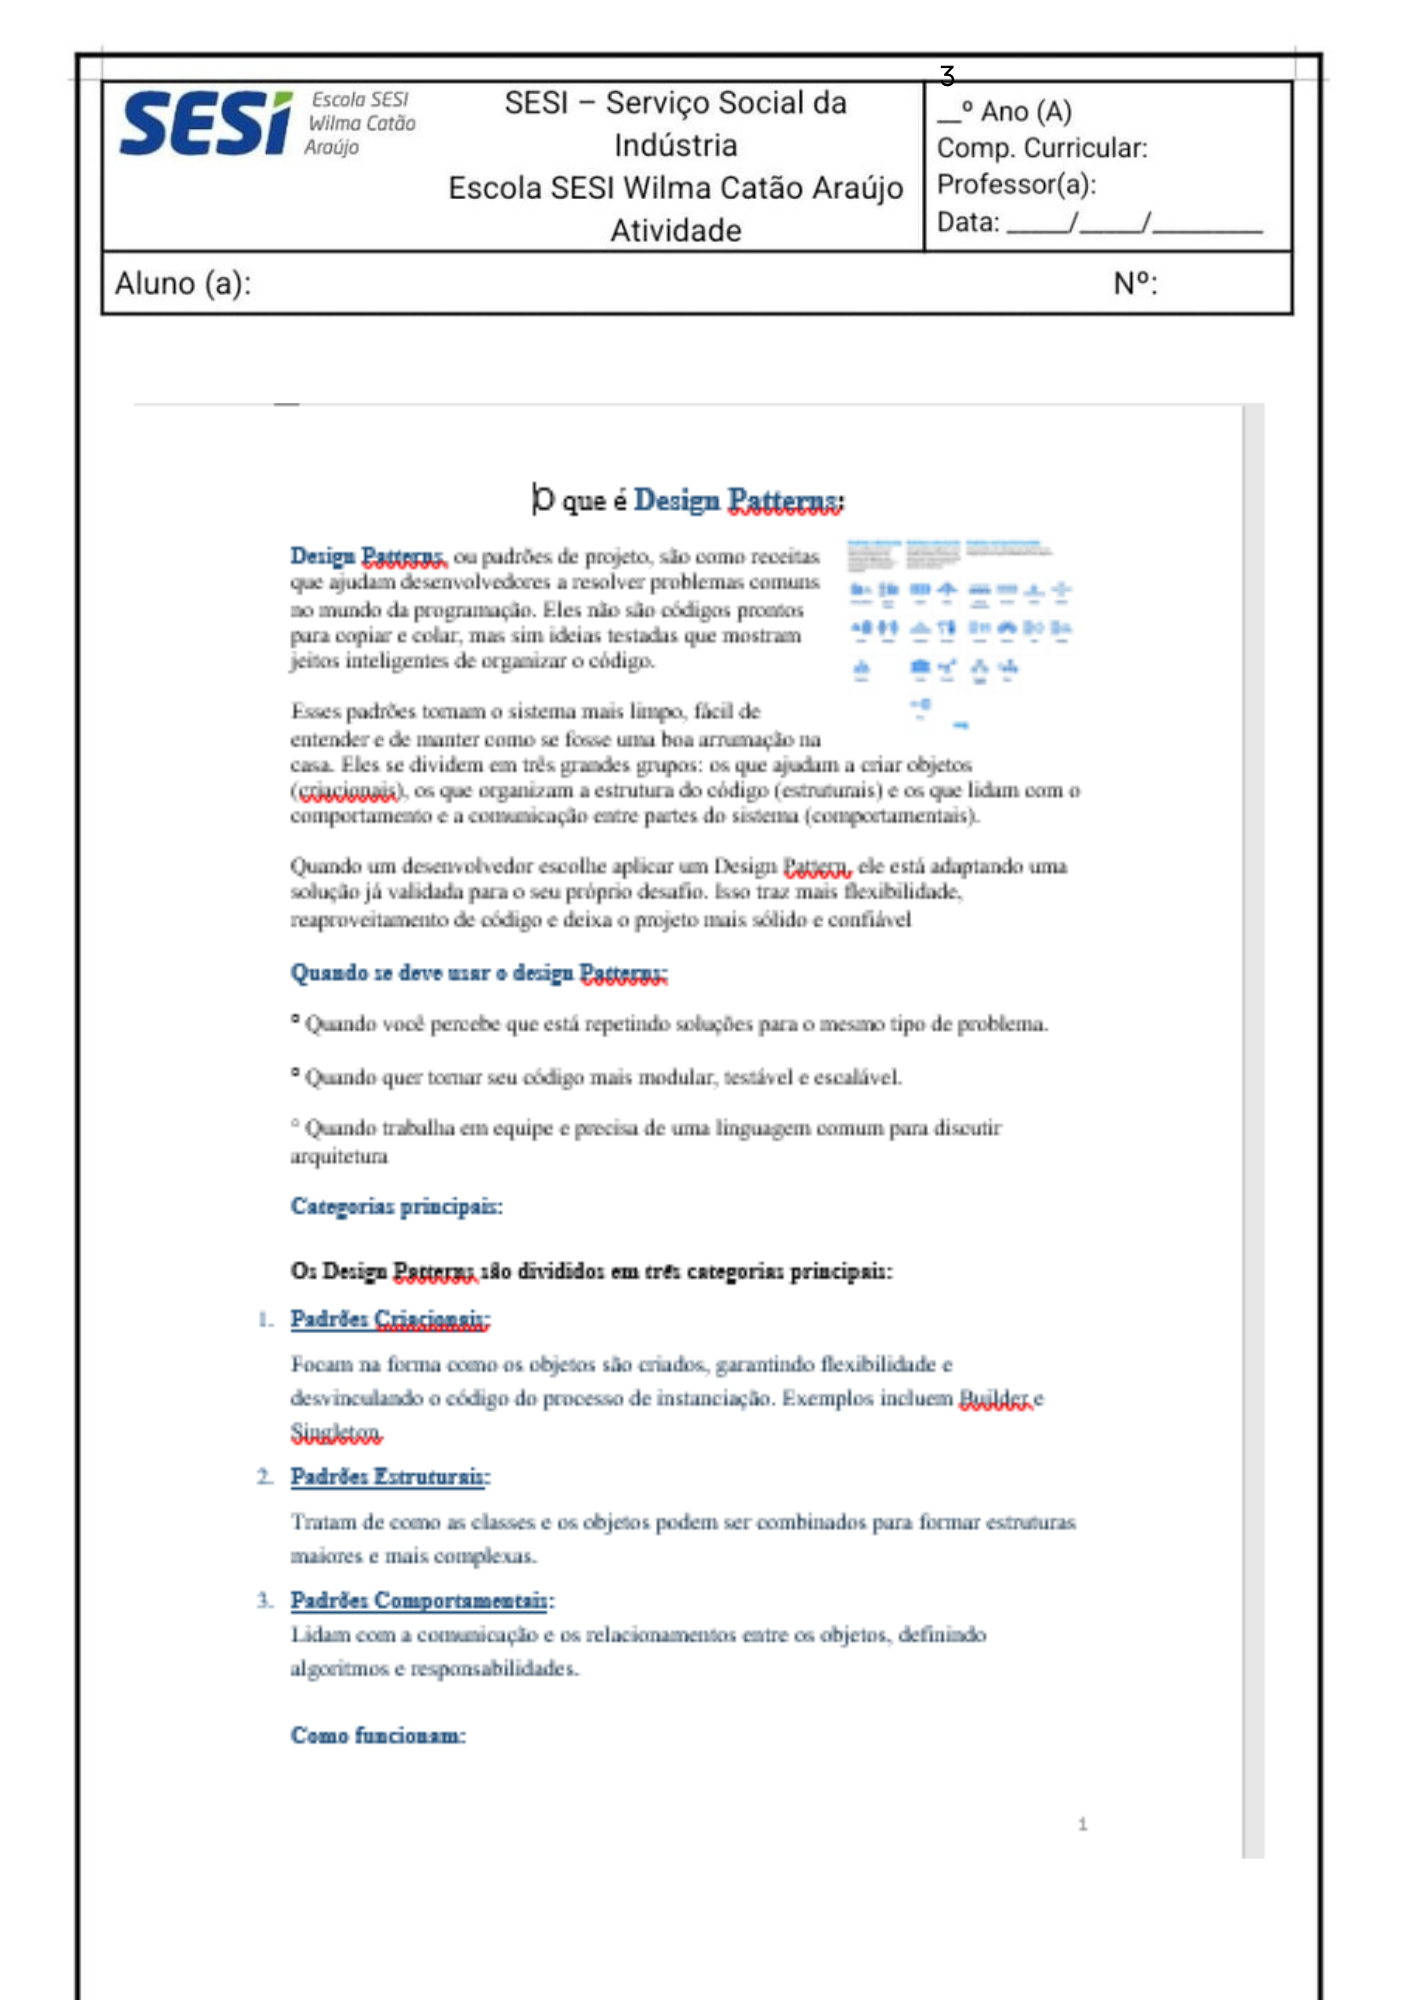 3
SESI
Escola SESI
Wilma Catão
Araújo
SESI – Serviço Social da
Indústria
Escola SESI Wilma Catão Araújo
Atividade
__º Ano (A)
Comp. Curricular:
Professor(a):
Data: _____/_____/_________
Aluno (a):
Nº:
O que é Design Patterns:
Design Patterns, ou padrões de projeto, são como receitas
que ajudam desenvolvedores a resolver problemas comuns
no mundo da programação. Eles não são códigos prontos
para copiar e colar, mas sim ideias testadas que mostram
jeitos inteligentes de organizar o código.
Esses padrões tornam o sistema mais limpo, fácil de
entender e de manter como se fosse uma boa arrumação na
casa. Eles se dividem em três grandes grupos: os que ajudam a criar objetos
(criacionais), os que organizam a estrutura do código (estruturais) e os que lidam com o
comportamento e a comunicação entre partes do sistema (comportamentais).
Quando um desenvolvedor escolhe aplicar um Design Pattern, ele está adaptando uma
solução já validada para o seu próprio desafio. Isso traz mais flexibilidade,
reaproveitamento de código e deixa o projeto mais sólido e confiável
Quando se deve usar o design Patterns:
° Quando você percebe que está repetindo soluções para o mesmo tipo de problema.
° Quando quer tornar seu código mais modular, testável e escalável.
° Quando trabalha em equipe e precisa de uma linguagem comum para discutir
arquitetura
Categorias principais:
Os Design Patterns são divididos em três categorias principais:
1. Padrões Criacionais:
Focam na forma como os objetos são criados, garantindo flexibilidade e
desvinculando o código do processo de instanciação. Exemplos incluem Builder e
Singleton.
2. Padrões Estruturais:
Tratam de como as classes e os objetos podem ser combinados para formar estruturas
maiores e mais complexas.
3. Padrões Comportamentais:
Lidam com a comunicação e os relacionamentos entre os objetos, definindo
algoritmos e responsabilidades.
Como funcionam:
1